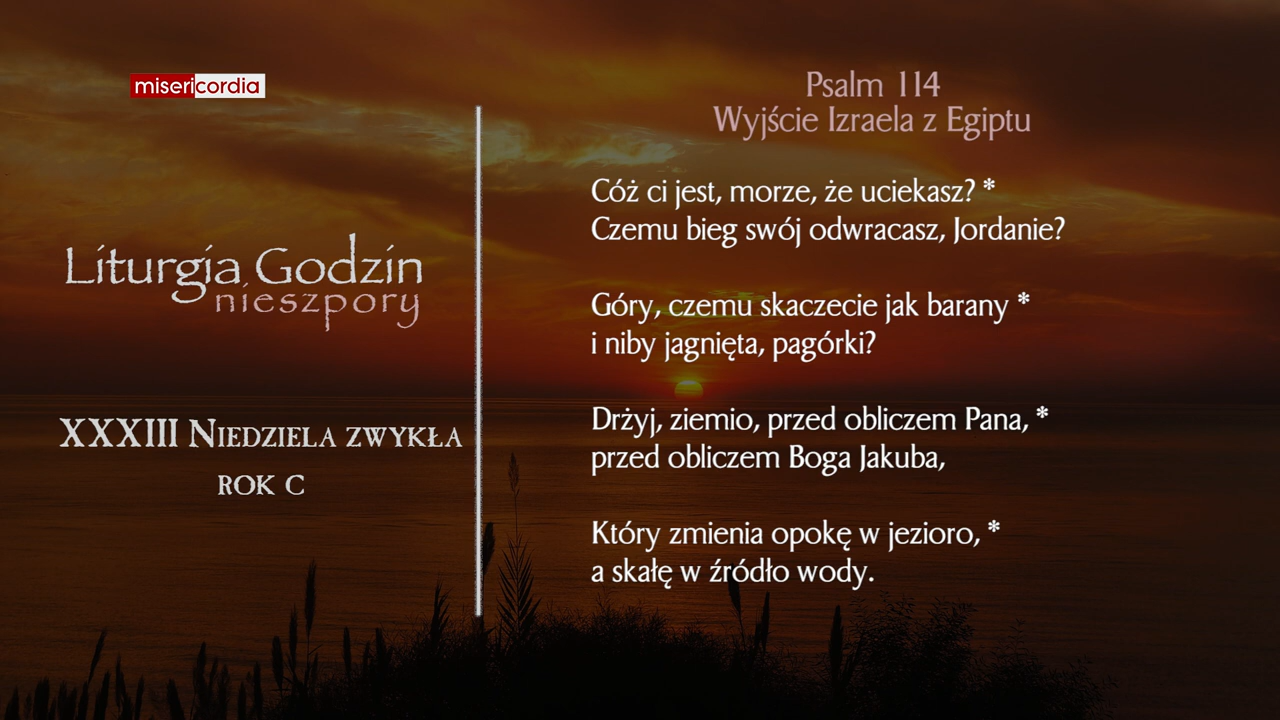 misericordia
Liturgia Godzin
nieszpory
XXXIII Niedziela zwykła
rok C
Psalm 114
Wyjście Izraela z Egiptu
Cóż ci jest, morze, że uciekasz? *
Czemu bieg swój odwracasz, Jordanie?
Góry, czemu skaczecie jak barany *
i niby jagnięta, pagórki?
Drżyj, ziemio, przed obliczem Pana, *
przed obliczem Boga Jakuba,
Który zmienia opokę w jezioro, *
a skałę w źródło wody.